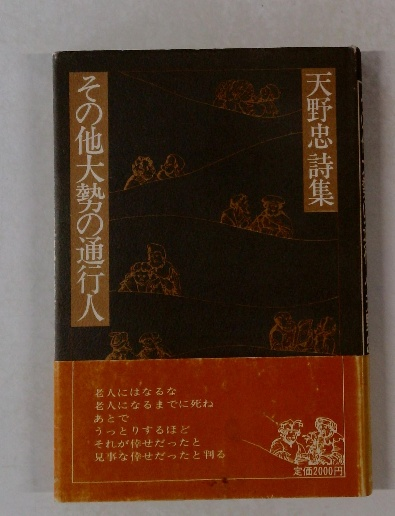 天野忠詩集
その他大勢の通行人
老人にはなるな
老人になるまでに死ね
あとで
うっとりするほど
それが倖せだったと
見事な倖せだったと判る
定価2000円